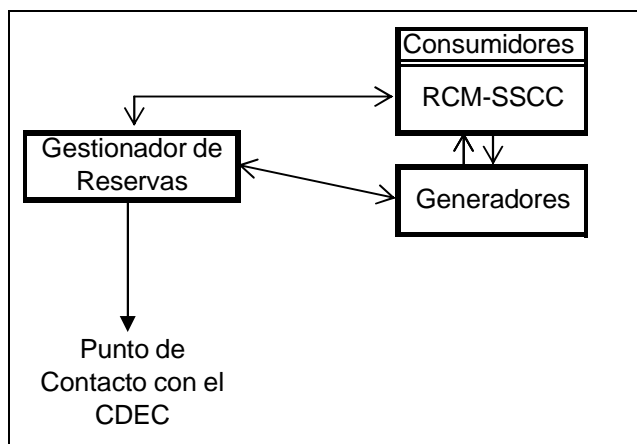 Consumidores
RCM-SSCC
Gestionador de
Reservas
Generadores
Punto de
Contacto con el
CDEC